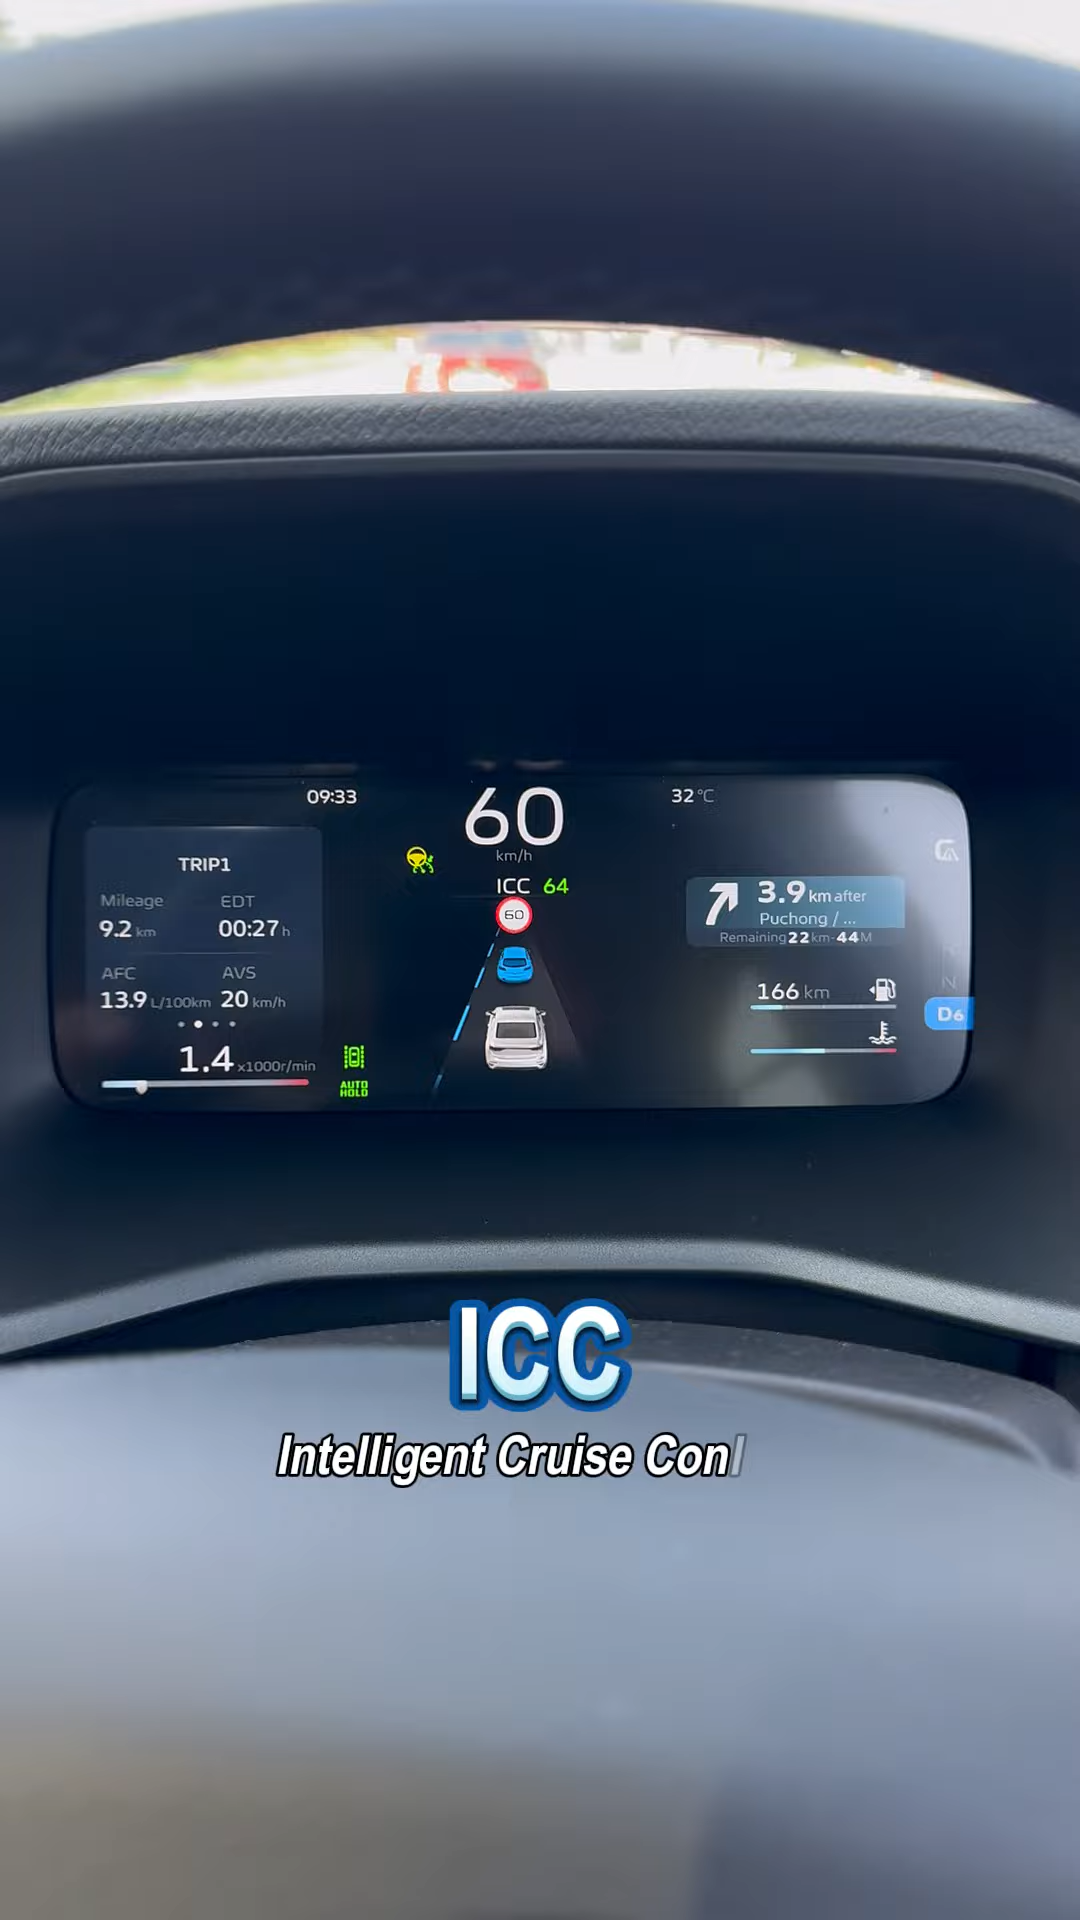 09:33
60
km/h
32°C
ICC 64
60
TRIP1
Mileage EDT
9.2 km 00:27 h
AFC AVS
13.9 L/100km 20 km/h
1.4 x1000r/min
AUTO
HOLD
3.9 km after
Puchong / ...
Remaining 22 km-44 M
166 km
N
D6
ICC
Intelligent Cruise Con